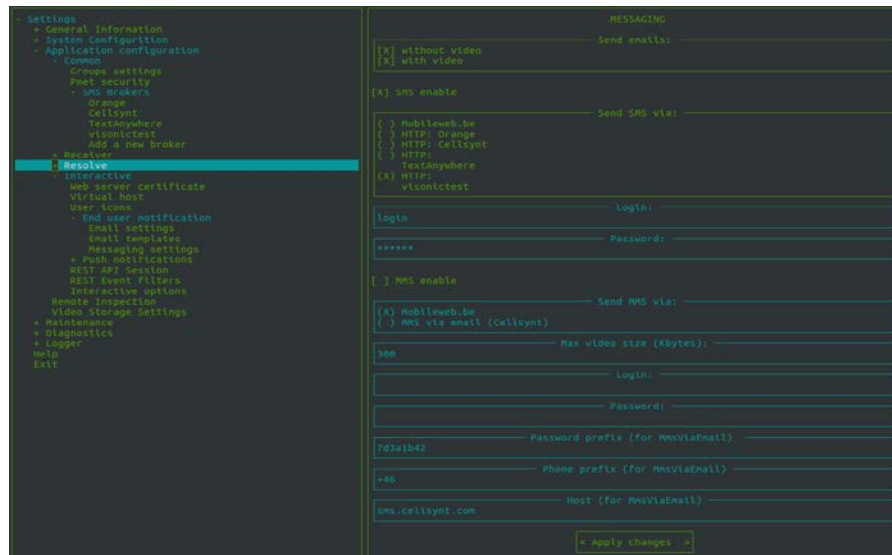 - Settings
+ General Information
+ System Configurition
- Application configuration
- Common
Groups settings
Pnet security
- SMS Brokers
Orange
Cellsynt
TextAnywhere
visonictest
Add a new broker
+ Receiver
+ Resolve
- Interactive
Web server certificate
Virtual host
User icons
- End user notification
Email settings
Email templates
Messaging settings
+ Push notifications
REST API Session
REST Event filters
Interactive options
Remote Inspection
Video Storage Settings
+ Maintenance
+ Diagnostics
+ Logger
Help
Exit
MESSAGING
Send emails:
[X] without video
[X] with video
[X] SMS enable
Send SMS via:
( ) Mobileweb.be
( ) HTTP: Orange
( ) HTTP: Cellsynt
( ) HTTP:
TextAnywhere
(X) HTTP:
visonictest
Login:
login
Password:
******
[ ] MMS enable
Send MMS via:
(X) Mobileweb.be
( ) MMS via email (Cellsynt)
Max video size (Kbytes):
300
Login:
Password:
Password prefix (for MmsViaEmail)
7d3a1b42
Phone prefix (for MmsViaEmail)
+46
Host (for MmsViaEmail)
sms.cellsynt.com
< Apply changes >